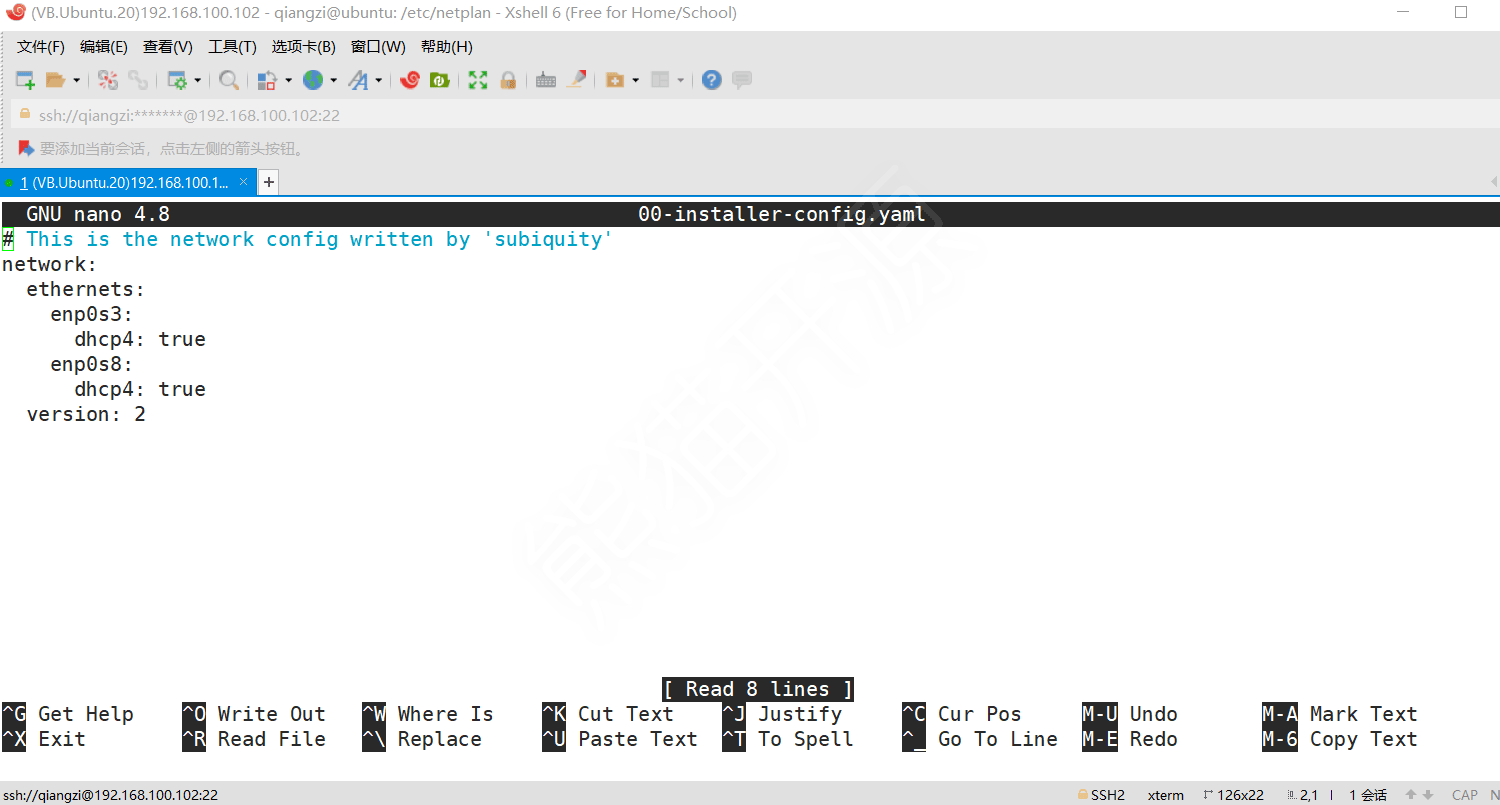 (VB.Ubuntu.20)192.168.100.102 - qiangzi@ubuntu: /etc/netplan - Xshell 6 (Free for Home/School)
文件(F) 编辑(E) 查看(V) 工具(T) 选项卡(B) 窗口(W) 帮助(H)
ssh://qiangzi:*******@192.168.100.102:22
要添加当前会话，点击左侧的箭头按钮。
1 (VB.Ubuntu.20)192.168.100.1... × +
GNU nano 4.8 00-installer-config.yaml
# This is the network config written by 'subiquity'
network:
  ethernets:
    enp0s3:
      dhcp4: true
    enp0s8:
      dhcp4: true
  version: 2
熊猫开源
[ Read 8 lines ]
^G Get Help ^O Write Out ^W Where Is ^K Cut Text ^J Justify ^C Cur Pos M-U Undo M-A Mark Text
^X Exit ^R Read File ^\ Replace ^U Paste Text ^T To Spell ^_ Go To Line M-E Redo M-6 Copy Text
ssh://qiangzi@192.168.100.102:22 SSH2 xterm 126x22 2,1 1 会话 CAP N